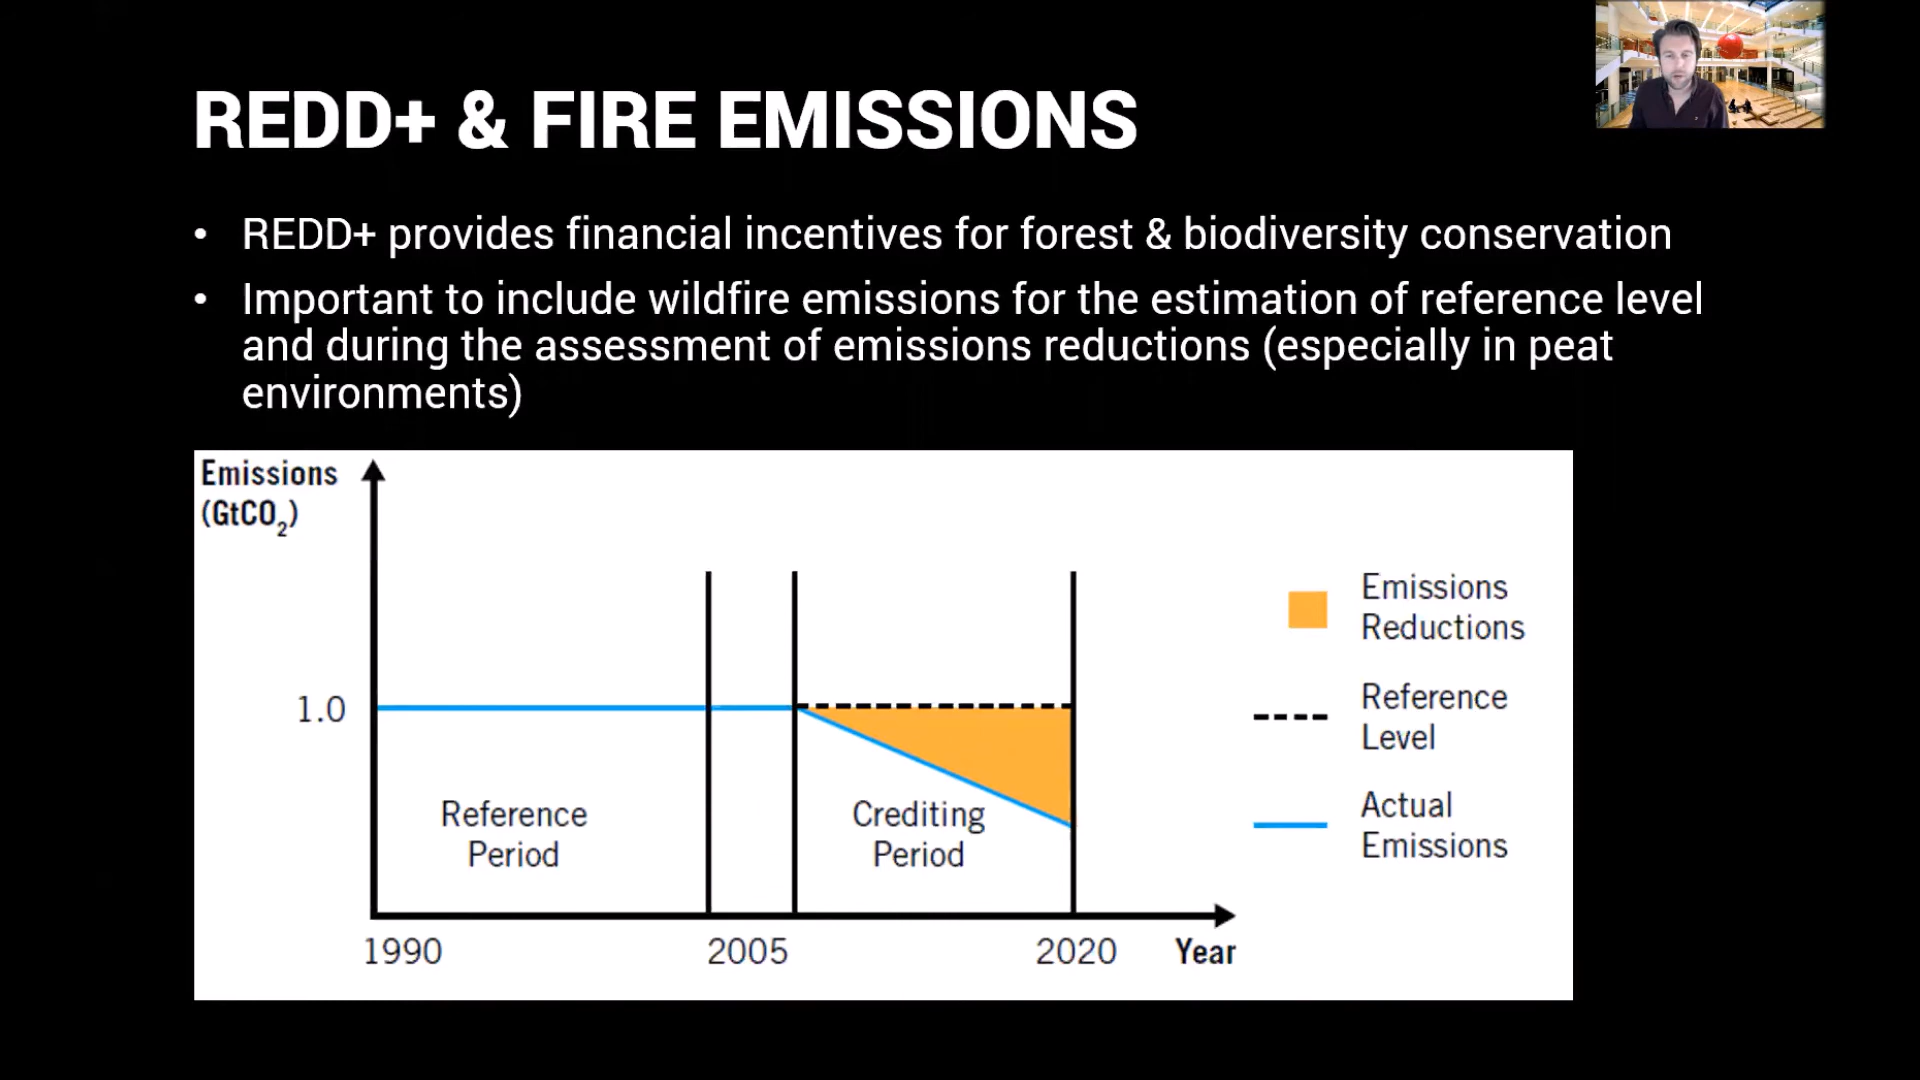 REDD+ & FIRE EMISSIONS
• REDD+ provides financial incentives for forest & biodiversity conservation
• Important to include wildfire emissions for the estimation of reference level
and during the assessment of emissions reductions (especially in peat
environments)
Emissions
(GtCO₂)
1.0
Reference
Period
Crediting
Period
1990
2005
2020
Year
Emissions
Reductions
Reference
Level
Actual
Emissions